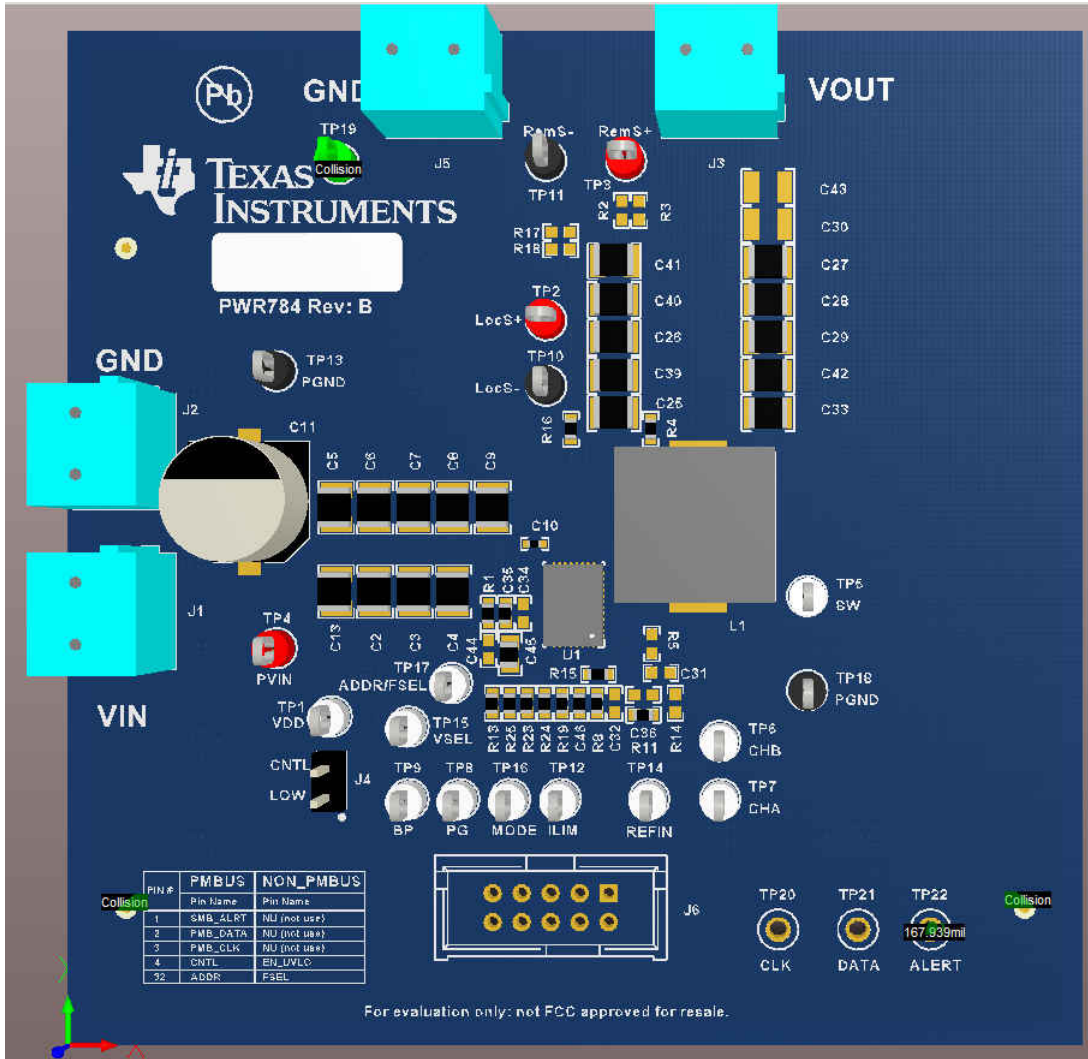 Pb
GND
VOUT
TP19
Collision
J5
RemS-
TP11
RemS+
TP3
J3
TEXAS
INSTRUMENTS
R2
R3
C43
C30
R17
R18
C41
C27
PWR784 Rev: B
TP2
LocS+
C40
C28
C26
C29
GND
TP13
PGND
TP10
LocS-
C39
C42
C25
C33
J2
C11
R16
R4
C5
C6
C7
C8
C9
C10
J1
R1
C35
C34
TP5
SW
TP4
PVIN
C13
C2
C3
C4
C44
C45
U1
L1
R5
TP17
ADDR/FSEL
R15
C31
TP18
PGND
VIN
TP1
VDD
TP15
VSEL
R13
R25
R23
R24
R19
C46
R8
C32
C36
R11
R14
TP6
CHB
CNTL
LOW
J4
TP9
BP
TP8
PG
TP16
MODE
TP12
ILIM
TP14
REFIN
TP7
CHA
PIN # PMBUS NON_PMBUS
Pin Name Pin Name
1 SMB_ALRT NU (not use)
2 PMB_DATA NU (not use)
3 PMB_CLK NU (not use)
4 CNTL EN_UVLO
32 ADDR FSEL
Collision
J6
TP20
CLK
TP21
DATA
TP22
167.939mil
ALERT
Collision
For evaluation only: not FCC approved for resale.